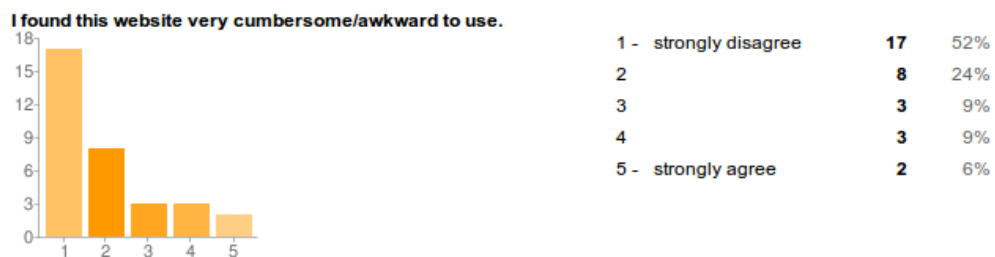 I found this website very cumbersome/awkward to use.
18
15
12
9
6
3
0
1 2 3 4 5
1 - strongly disagree 17 52%
2 8 24%
3 3 9%
4 3 9%
5 - strongly agree 2 6%